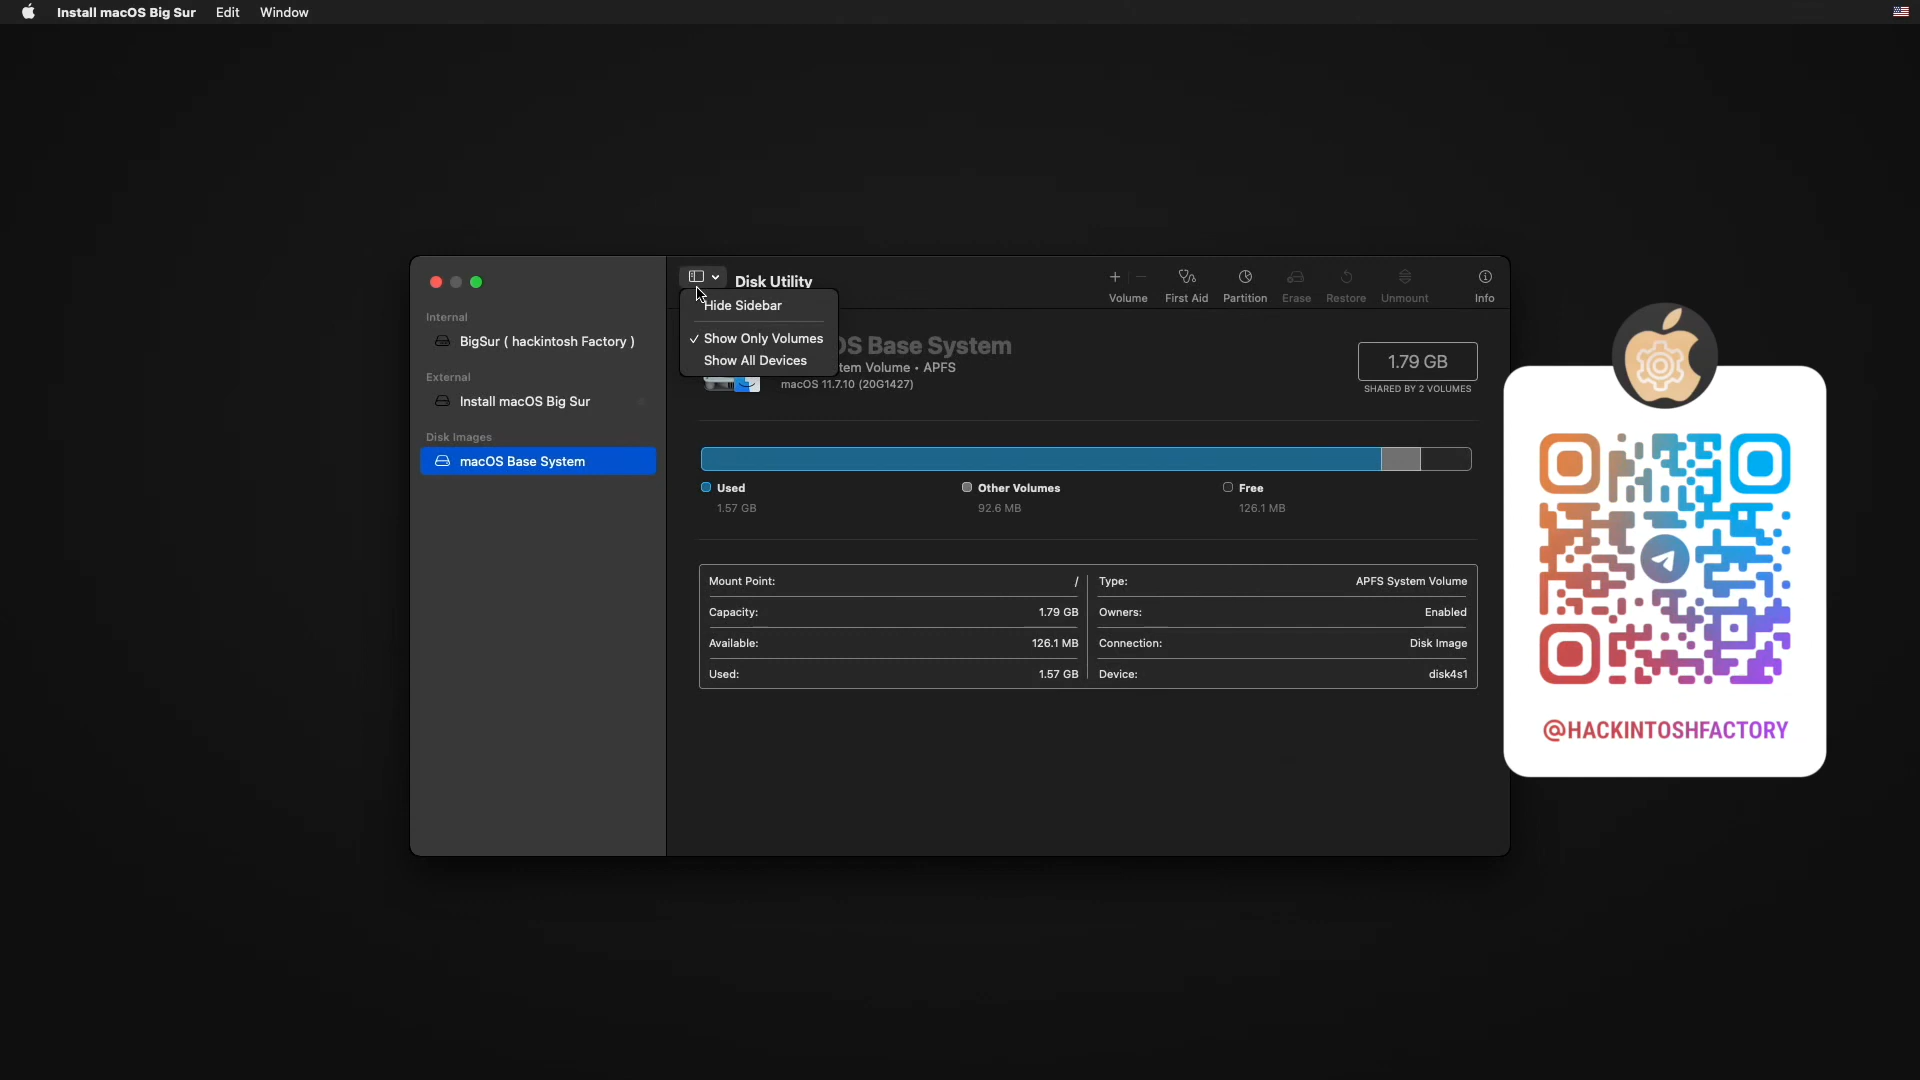 Install macOS Big Sur Edit Window
Disk Utility
Hide Sidebar
✓ Show Only Volumes
Show All Devices
Volume First Aid Partition Erase Restore Unmount Info
Internal
BigSur ( hackintosh Factory )
External
Install macOS Big Sur
Disk Images
macOS Base System
OS Base System
tem Volume • APFS
macOS 11.7.10 (20G1427)
1.79 GB
SHARED BY 2 VOLUMES
Used
1.57 GB
Other Volumes
92.6 MB
Free
126.1 MB
Mount Point: /
Capacity: 1.79 GB
Available: 126.1 MB
Used: 1.57 GB
Type: APFS System Volume
Owners: Enabled
Connection: Disk Image
Device: disk4s1
@HACKINTOSHFACTORY